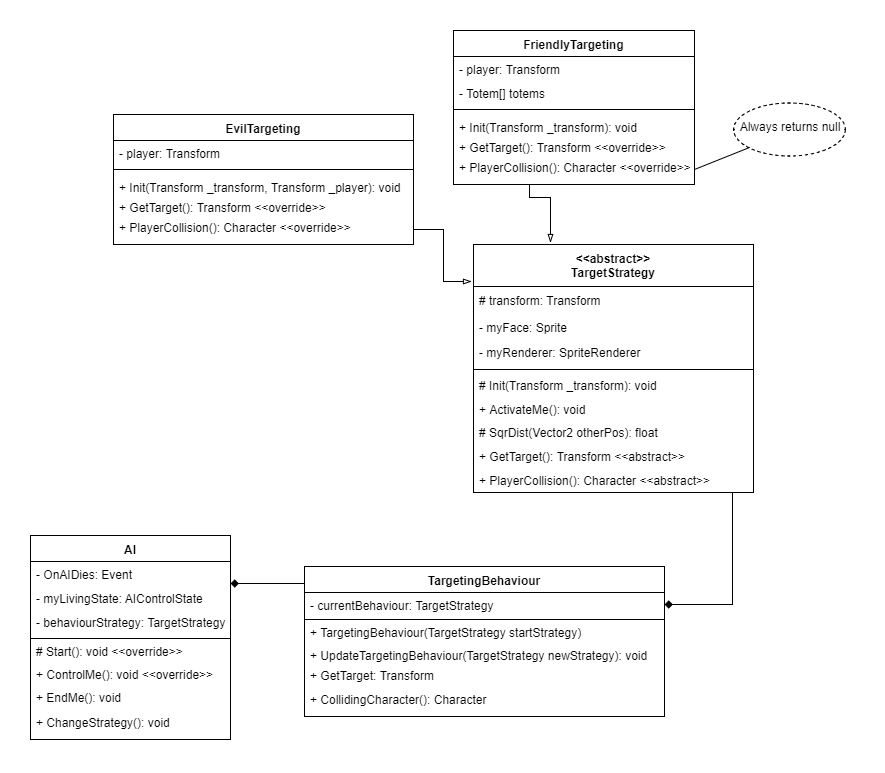 FriendlyTargeting
- player: Transform
- Totem[] totems
+ Init(Transform _transform): void
+ GetTarget(): Transform <<override>>
+ PlayerCollision(): Character <<override>>
Always returns null
EvilTargeting
- player: Transform
+ Init(Transform _transform, Transform _player): void
+ GetTarget(): Transform <<override>>
+ PlayerCollision(): Character <<override>>
<<abstract>>
TargetStrategy
# transform: Transform
- myFace: Sprite
- myRenderer: SpriteRenderer
# Init(Transform _transform): void
+ ActivateMe(): void
# SqrDist(Vector2 otherPos): float
+ GetTarget(): Transform <<abstract>>
+ PlayerCollision(): Character <<abstract>>
AI
- OnAIDies: Event
- myLivingState: AIControlState
- behaviourStrategy: TargetStrategy
# Start(): void <<override>>
+ ControlMe(): void <<override>>
+ EndMe(): void
+ ChangeStrategy(): void
TargetingBehaviour
- currentBehaviour: TargetStrategy
+ TargetingBehaviour(TargetStrategy startStrategy)
+ UpdateTargetingBehaviour(TargetStrategy newStrategy): void
+ GetTarget: Transform
+ CollidingCharacter(): Character